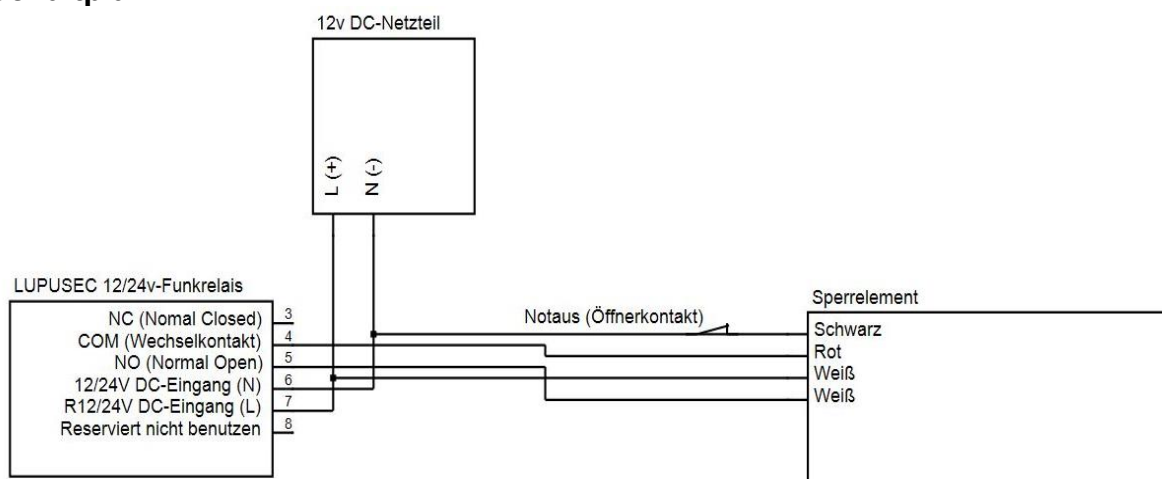 12v DC-Netzteil
L (+)
N (-)
LUPUSEC 12/24v-Funkrelais
NC (Nomal Closed) 3
COM (Wechselkontakt) 4
NO (Normal Open) 5
12/24V DC-Eingang (N) 6
R12/24V DC-Eingang (L) 7
Reserviert nicht benutzen 8
Notaus (Öffnerkontakt)
Sperrelement
Schwarz
Rot
Weiß
Weiß